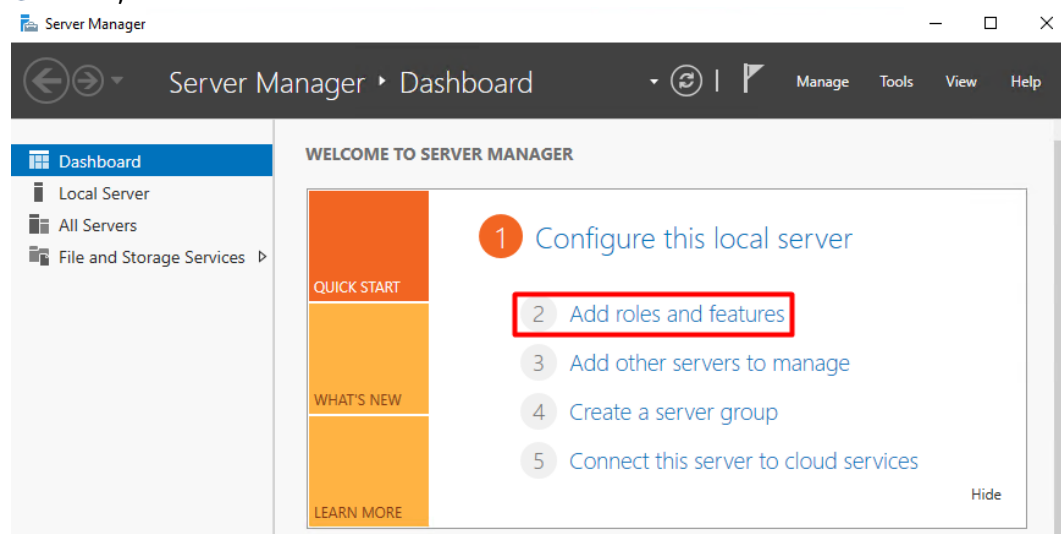 Server Manager
Server Manager ‣ Dashboard
Manage Tools View Help
Dashboard
Local Server
All Servers
File and Storage Services
WELCOME TO SERVER MANAGER
QUICK START
WHAT'S NEW
LEARN MORE
1 Configure this local server
2 Add roles and features
3 Add other servers to manage
4 Create a server group
5 Connect this server to cloud services
Hide